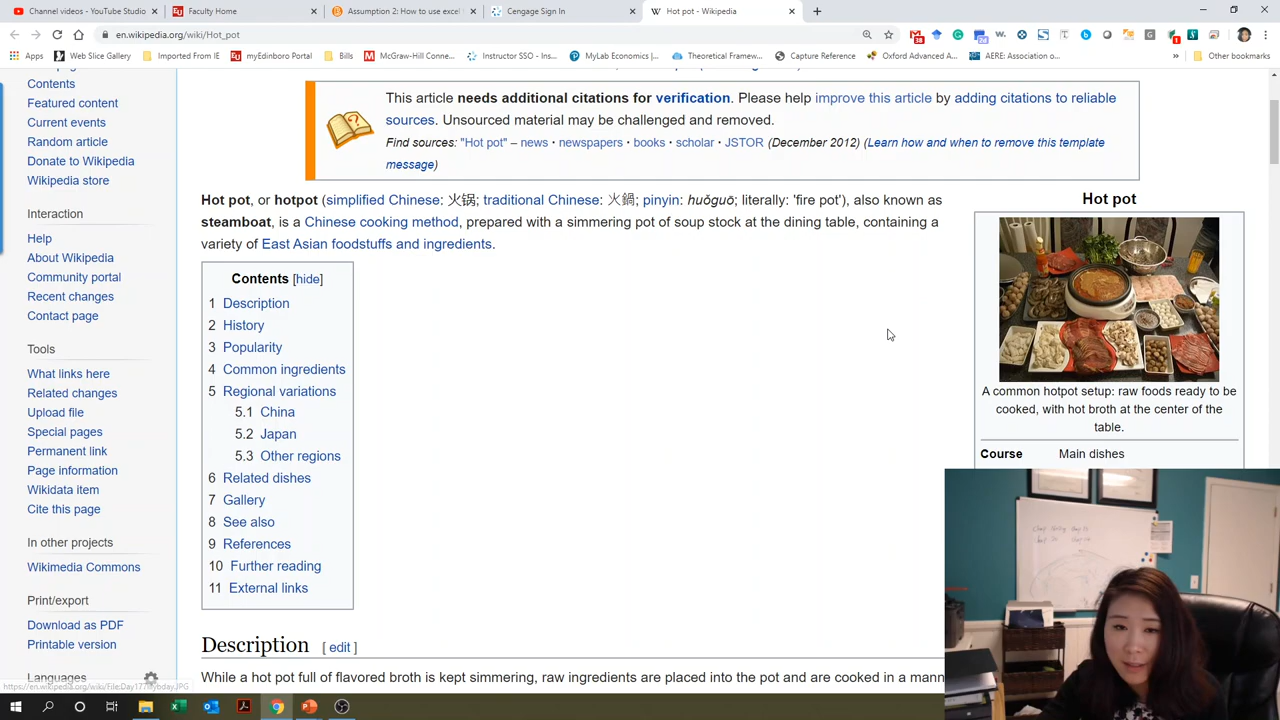 Channel videos - YouTube Studio
Faculty Home
Assumption 2: How to use excel
Cengage Sign In
Hot pot - Wikipedia
en.wikipedia.org/wiki/Hot_pot
Apps
Web Slice Gallery
Imported From IE
myEdinboro Portal
Bills
McGraw-Hill Conne...
Instructor SSO - Ins...
MyLab Economics |...
Theoretical Framew...
Capture Reference
Oxford Advanced A...
AERE: Association o...
Other bookmarks
Contents
Featured content
Current events
Random article
Donate to Wikipedia
Wikipedia store
Interaction
Help
About Wikipedia
Community portal
Recent changes
Contact page
Tools
What links here
Related changes
Upload file
Special pages
Permanent link
Page information
Wikidata item
Cite this page
In other projects
Wikimedia Commons
Print/export
Download as PDF
Printable version
Languages
This article needs additional citations for verification. Please help improve this article by adding citations to reliable
sources. Unsourced material may be challenged and removed.
Find sources: "Hot pot" – news · newspapers · books · scholar · JSTOR (December 2012) (Learn how and when to remove this template
message)
Hot pot, or hotpot (simplified Chinese: 火锅; traditional Chinese: 火鍋; pinyin: huǒguō; literally: 'fire pot'), also known as
steamboat, is a Chinese cooking method, prepared with a simmering pot of soup stock at the dining table, containing a
variety of East Asian foodstuffs and ingredients.
Contents [hide]
1 Description
2 History
3 Popularity
4 Common ingredients
5 Regional variations
5.1 China
5.2 Japan
5.3 Other regions
6 Related dishes
7 Gallery
8 See also
9 References
10 Further reading
11 External links
Description [ edit ]
While a hot pot full of flavored broth is kept simmering, raw ingredients are placed into the pot and are cooked in a mann
Hot pot
A common hotpot setup: raw foods ready to be
cooked, with hot broth at the center of the
table.
Course Main dishes